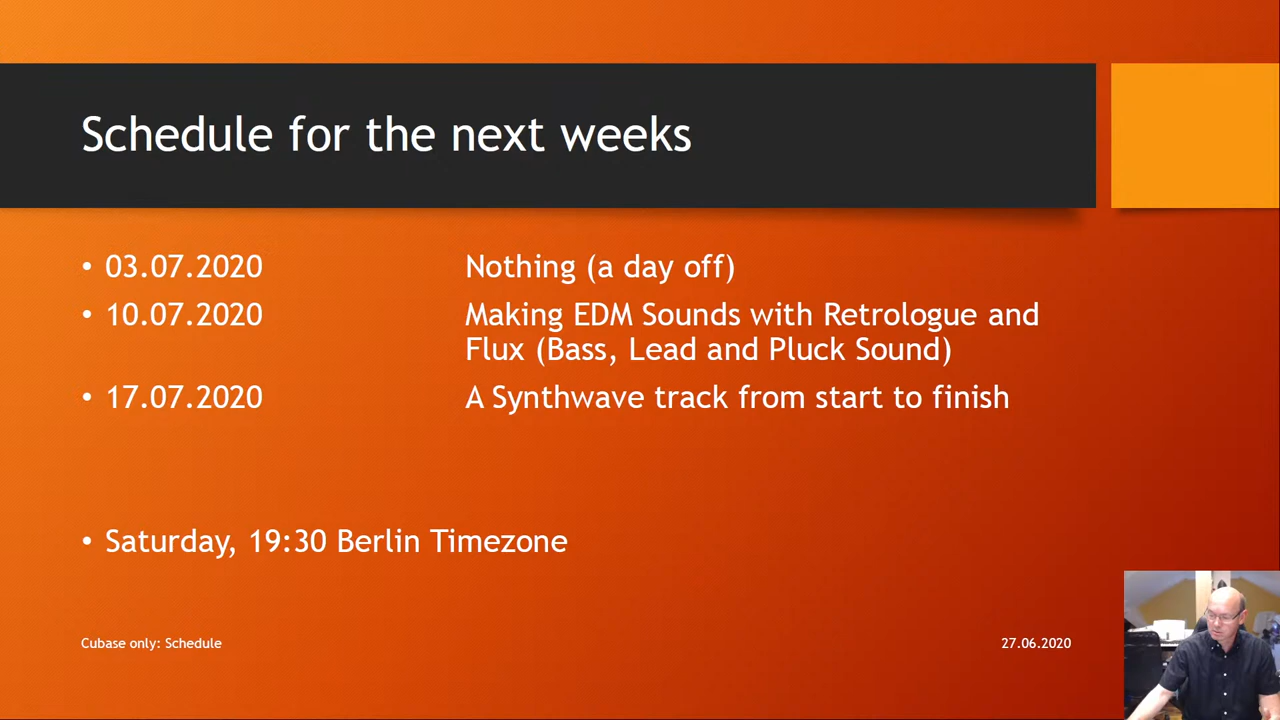 Schedule for the next weeks
• 03.07.2020 Nothing (a day off)
• 10.07.2020 Making EDM Sounds with Retrologue and
Flux (Bass, Lead and Pluck Sound)
• 17.07.2020 A Synthwave track from start to finish
• Saturday, 19:30 Berlin Timezone
Cubase only: Schedule 27.06.2020